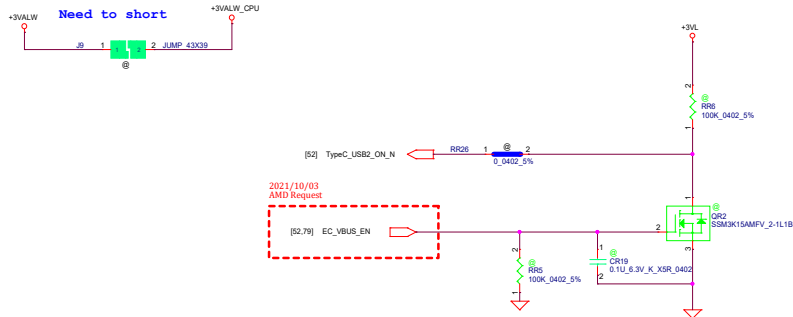 Need to short
+3VALW
+3VALW_CPU
J9 1 1 2 2 JUMP_43X39
@
+3VL
2
@
RR6
100K_0402_5%
1
[52] TypeC_USB2_ON_N
RR26 1 @ 2
0_0402_5%
2021/10/03
AMD Request
[52,79] EC_VBUS_EN
1
@
QR2
SSM3K15AMFV_2-1L1B
2
3
2
@
RR5
100K_0402_5%
1
1
@
CR19
0.1U_6.3V_K_X5R_0402
2